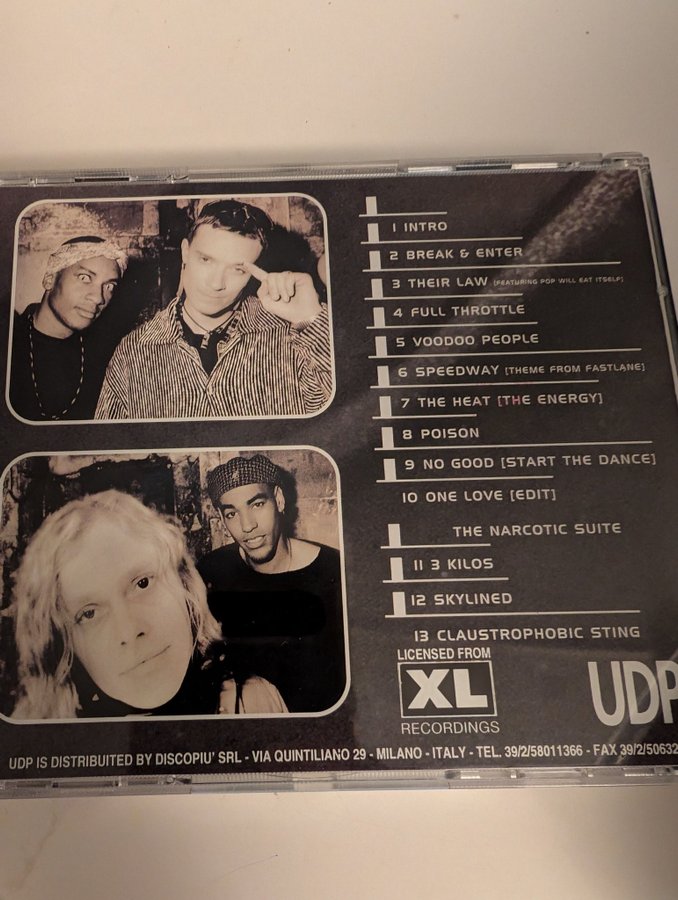 1 INTRO
2 BREAK & ENTER
3 THEIR LAW [FEATURING POP WILL EAT ITSELF]
4 FULL THROTTLE
5 VOODOO PEOPLE
6 SPEEDWAY [THEME FROM FASTLANE]
7 THE HEAT [THE ENERGY]
8 POISON
9 NO GOOD [START THE DANCE]
10 ONE LOVE [EDIT]
THE NARCOTIC SUITE
11 3 KILOS
12 SKYLINED
13 CLAUSTROPHOBIC STING
LICENSED FROM
XL
RECORDINGS
UDP
UDP IS DISTRIBUITED BY DISCOPIU' SRL - VIA QUINTILIANO 29 - MILANO - ITALY - TEL. 39/2/58011366 - FAX 39/2/50632